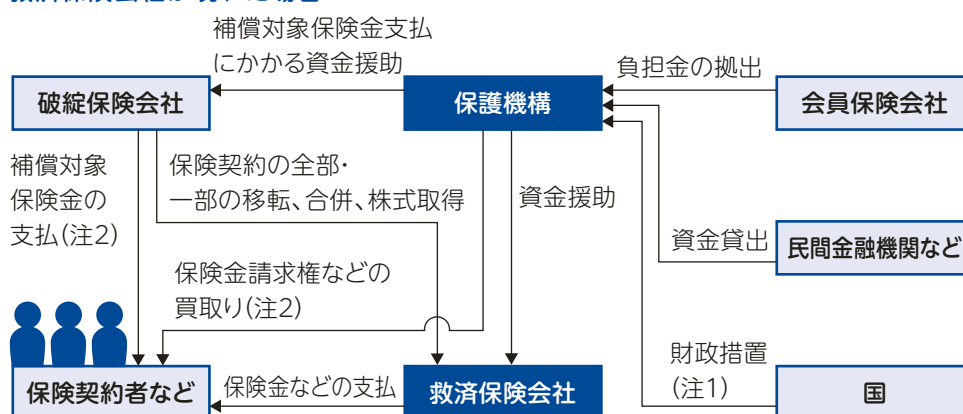 補償対象保険金支払
にかかる資金援助
負担金の拠出
破綻保険会社
保護機構
会員保険会社
補償対象
保険金の
支払(注2)
保険契約の全部・
一部の移転、合併、株式取得
資金援助
資金貸出
民間金融機関など
保険金請求権などの
買取り(注2)
財政措置
(注1)
保険契約者など
保険金などの支払
救済保険会社
国